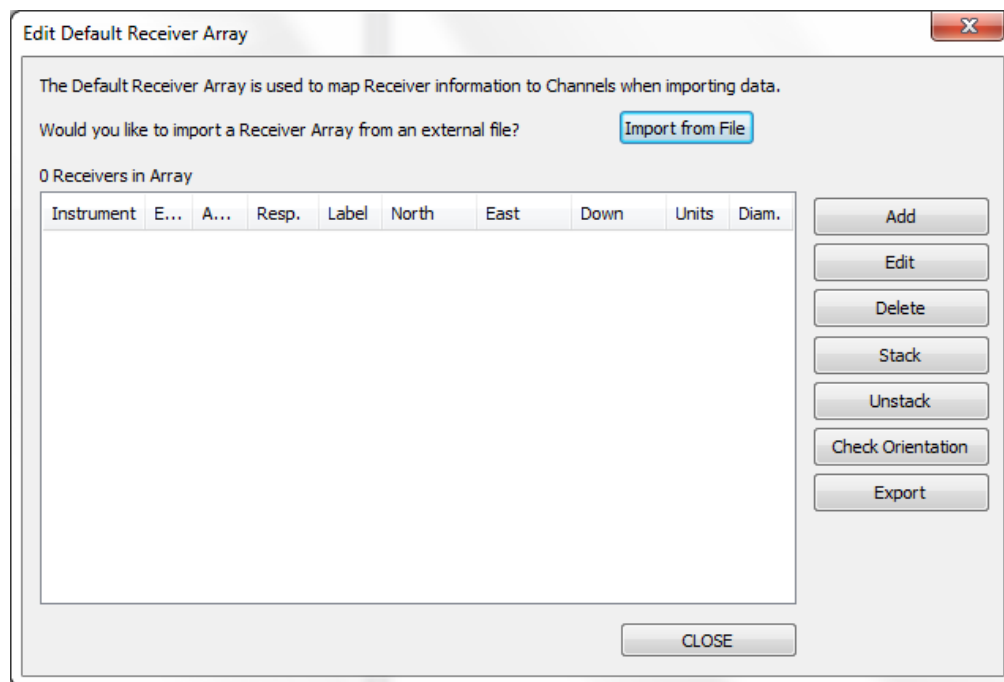 Edit Default Receiver Array
The Default Receiver Array is used to map Receiver information to Channels when importing data.
Would you like to import a Receiver Array from an external file? Import from File
0 Receivers in Array
Instrument E... A... Resp. Label North East Down Units Diam.
Add
Edit
Delete
Stack
Unstack
Check Orientation
Export
CLOSE